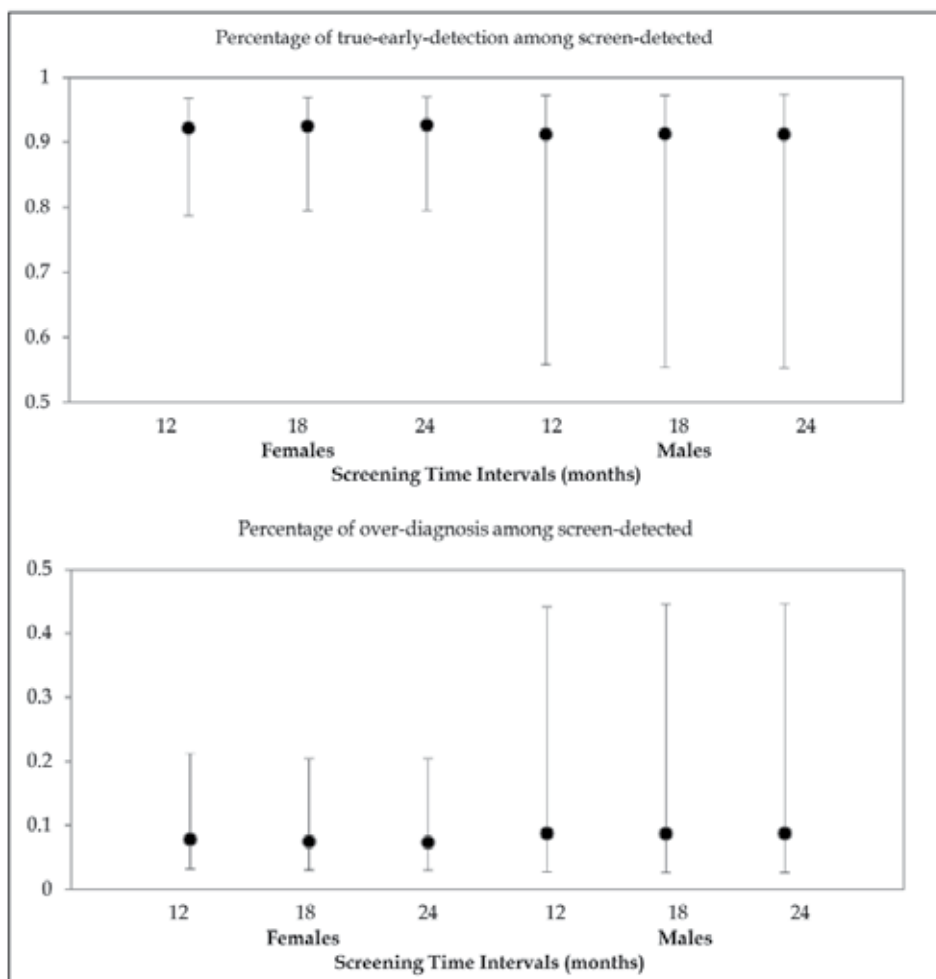 Percentage of true-early-detection among screen-detected
1
0.9
0.8
0.7
0.6
0.5
12 18 24 12 18 24
Females Males
Screening Time Intervals (months)
Percentage of over-diagnosis among screen-detected
0.5
0.4
0.3
0.2
0.1
0
12 18 24 12 18 24
Females Males
Screening Time Intervals (months)